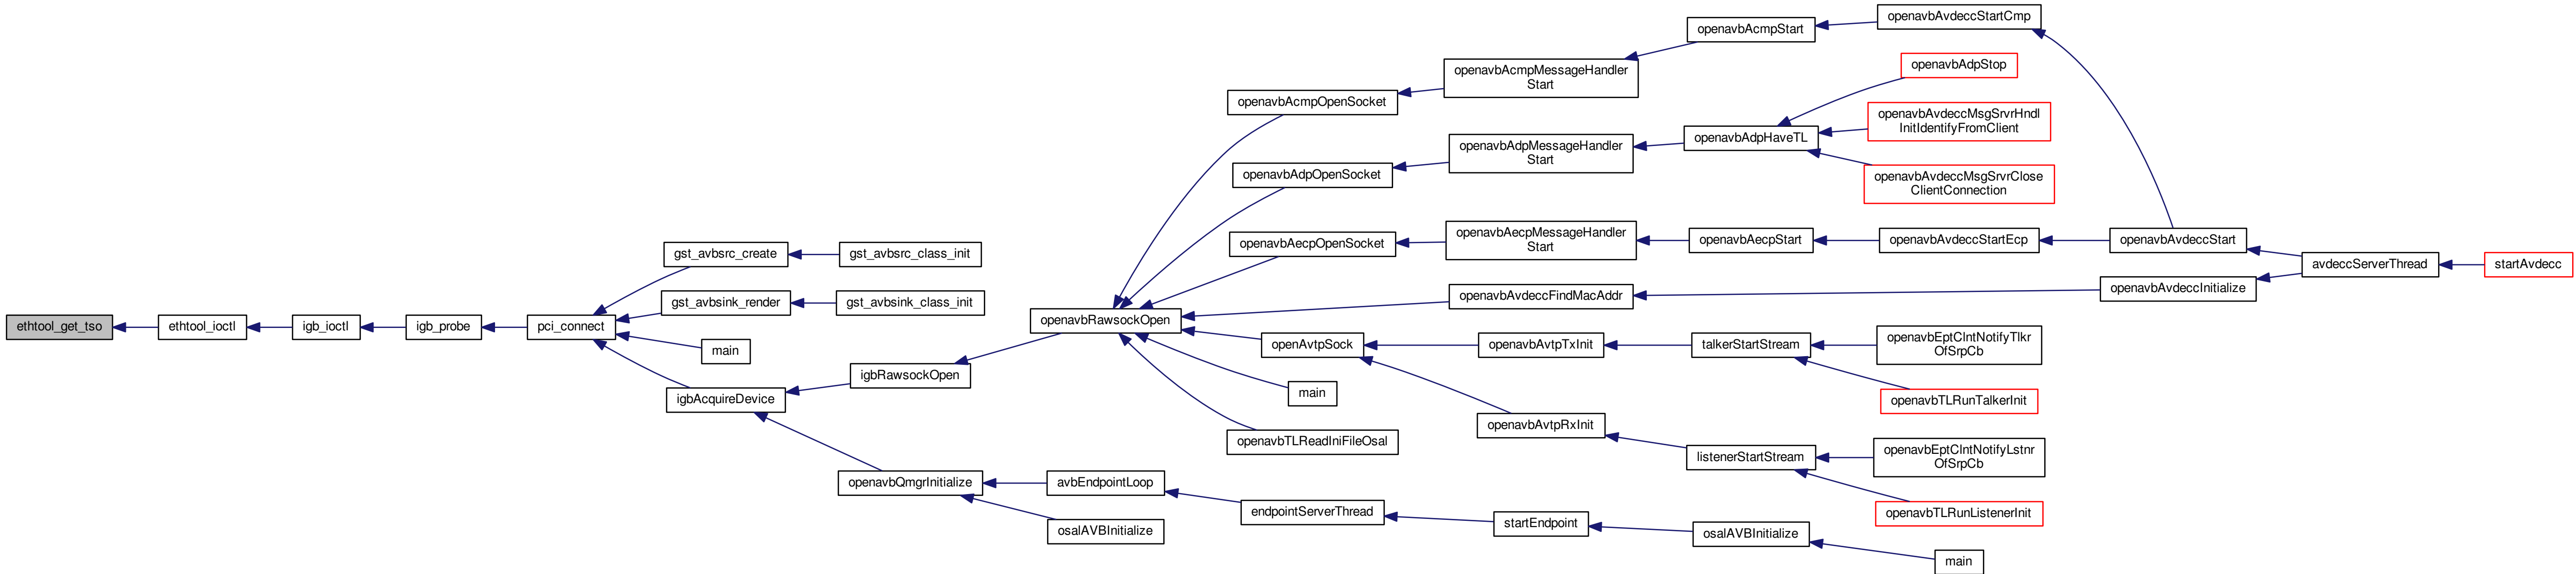 ethtool_get_tso
ethtool_ioctl
igb_ioctl
igb_probe
pci_connect
gst_avbsrc_create
gst_avbsrc_class_init
gst_avbsink_render
gst_avbsink_class_init
main
igbAcquireDevice
igbRawsockOpen
openavbRawsockOpen
openavbAcmpOpenSocket
openavbAcmpMessageHandler
Start
openavbAcmpStart
openavbAvdeccStartCmp
openavbAdpOpenSocket
openavbAdpMessageHandler
Start
openavbAdpHaveTL
openavbAdpStop
openavbAvdeccMsgSrvrHndl
InitIdentifyFromClient
openavbAvdeccMsgSrvrClose
ClientConnection
openavbAecpOpenSocket
openavbAecpMessageHandler
Start
openavbAecpStart
openavbAvdeccStartEcp
openavbAvdeccStart
avdeccServerThread
startAvdecc
openavbAvdeccFindMacAddr
openavbAvdeccInitialize
openAvtpSock
openavbAvtpTxInit
talkerStartStream
openavbEptClntNotifyTlkr
OfSrpCb
openavbTLRunTalkerInit
main
openavbAvtpRxInit
listenerStartStream
openavbEptClntNotifyLstnr
OfSrpCb
openavbTLRunListenerInit
openavbTLReadIniFileOsal
openavbQmgrInitialize
avbEndpointLoop
endpointServerThread
startEndpoint
osalAVBInitialize
main
osalAVBInitialize